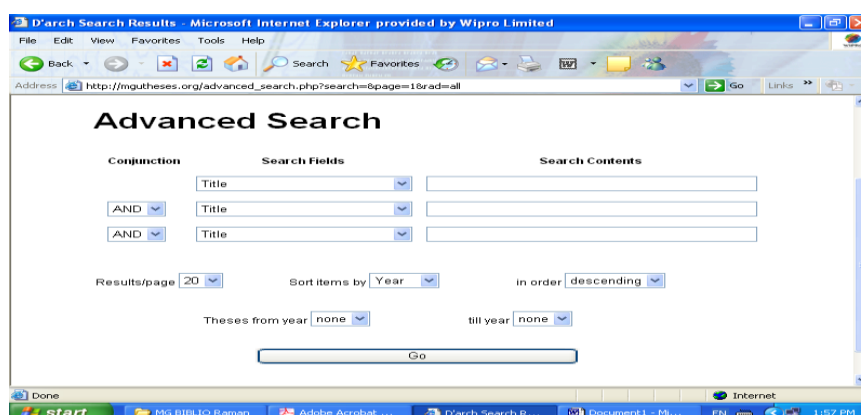 D'arch Search Results - Microsoft Internet Explorer provided by Wipro Limited
File Edit View Favorites Tools Help
Back Search Favorites
Address http://mgutheses.org/advanced_search.php?search=&page=1&rad=all Go Links »
Advanced Search
Conjunction Search Fields Search Contents
Title
AND Title
AND Title
Results/page 20 Sort items by Year in order descending
Theses from year none till year none
Go
Done Internet
start MG BIBLIO Raman Adobe Acrobat ... D'arch Search R... Document1 - Mi... EN 1:57 PM